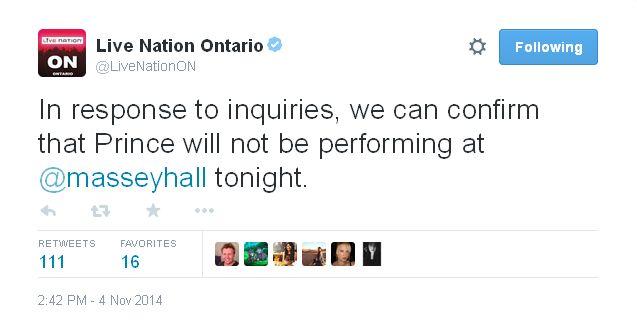 LIVE NATION
ON
ONTARIO
Live Nation Ontario
@LiveNationON
Following
In response to inquiries, we can confirm
that Prince will not be performing at
@masseyhall tonight.
RETWEETS FAVORITES
111 16
2:42 PM - 4 Nov 2014